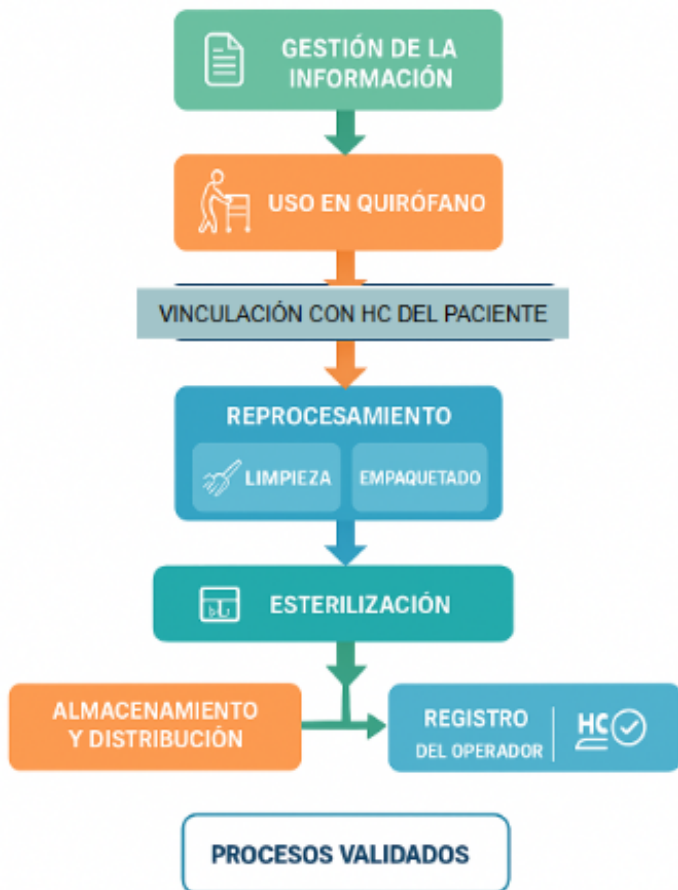 GESTIÓN DE LA
INFORMACIÓN
USO EN QUIRÓFANO
VINCULACIÓN CON HC DEL PACIENTE
REPROCESAMIENTO
LIMPIEZA
EMPAQUETADO
ESTERILIZACIÓN
ALMACENAMIENTO
Y DISTRIBUCIÓN
REGISTRO
DEL OPERADOR
HC
PROCESOS VALIDADOS